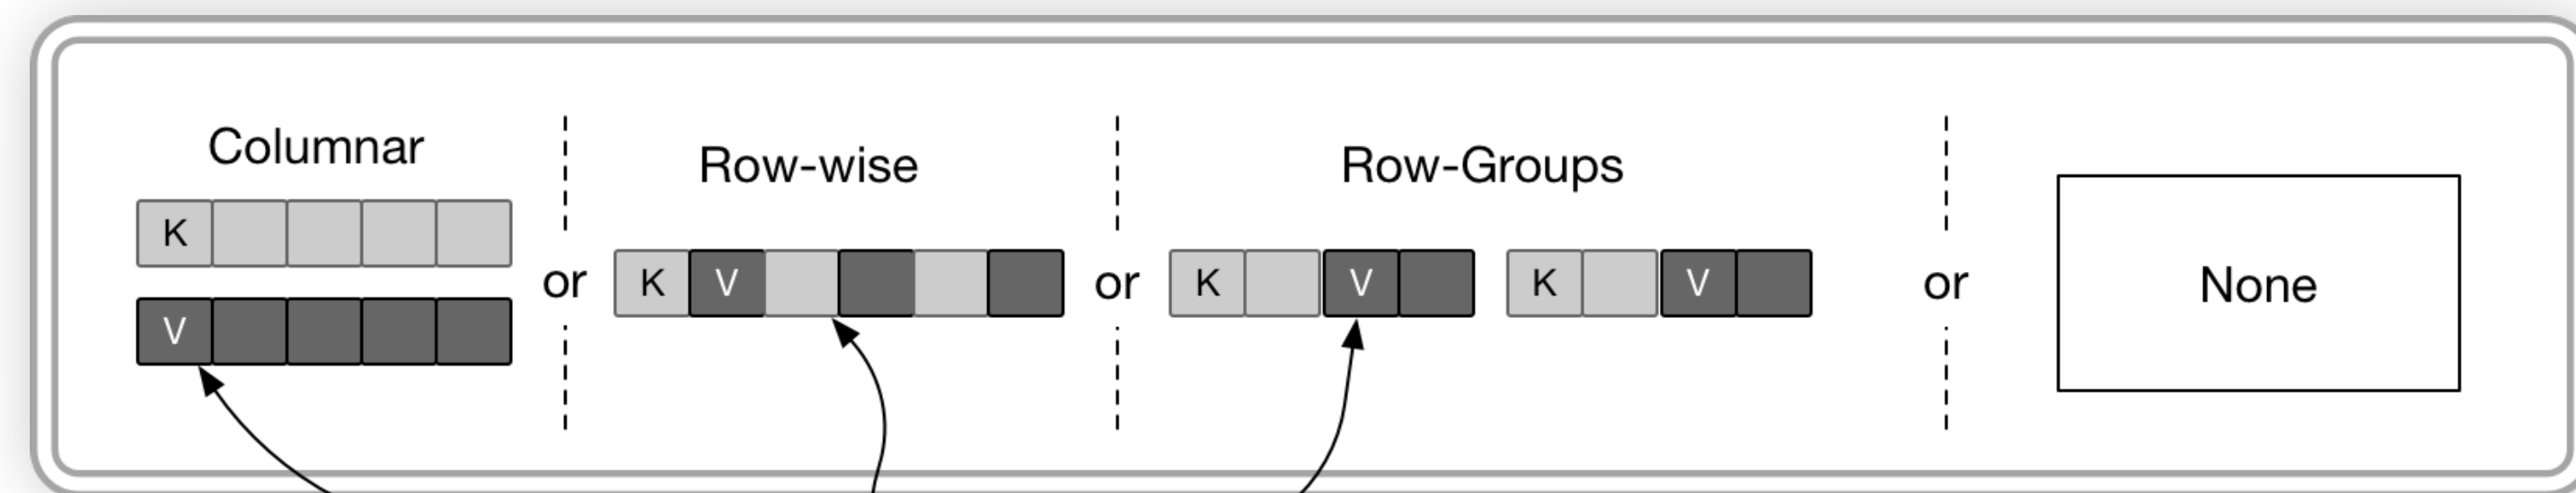 Columnar
K
V
or
Row-wise
K V
or
Row-Groups
K V K V
or
None